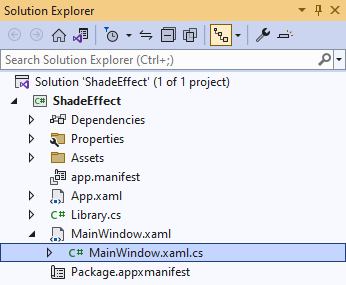 Solution Explorer
Search Solution Explorer (Ctrl+;)
Solution 'ShadeEffect' (1 of 1 project)
C# ShadeEffect
Dependencies
Properties
Assets
app.manifest
App.xaml
C# Library.cs
MainWindow.xaml
C# MainWindow.xaml.cs
Package.appxmanifest